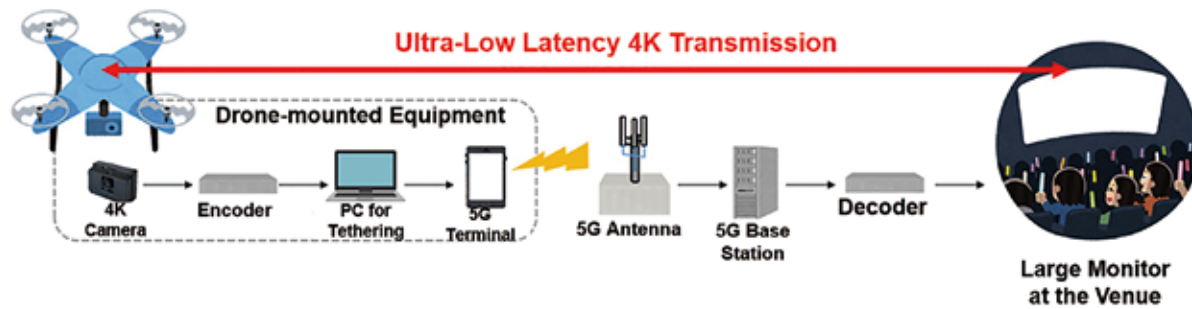 Ultra-Low Latency 4K Transmission
Drone-mounted Equipment
4K
Camera
Encoder
PC for
Tethering
5G
Terminal
5G Antenna
5G Base
Station
Decoder
Large Monitor
at the Venue